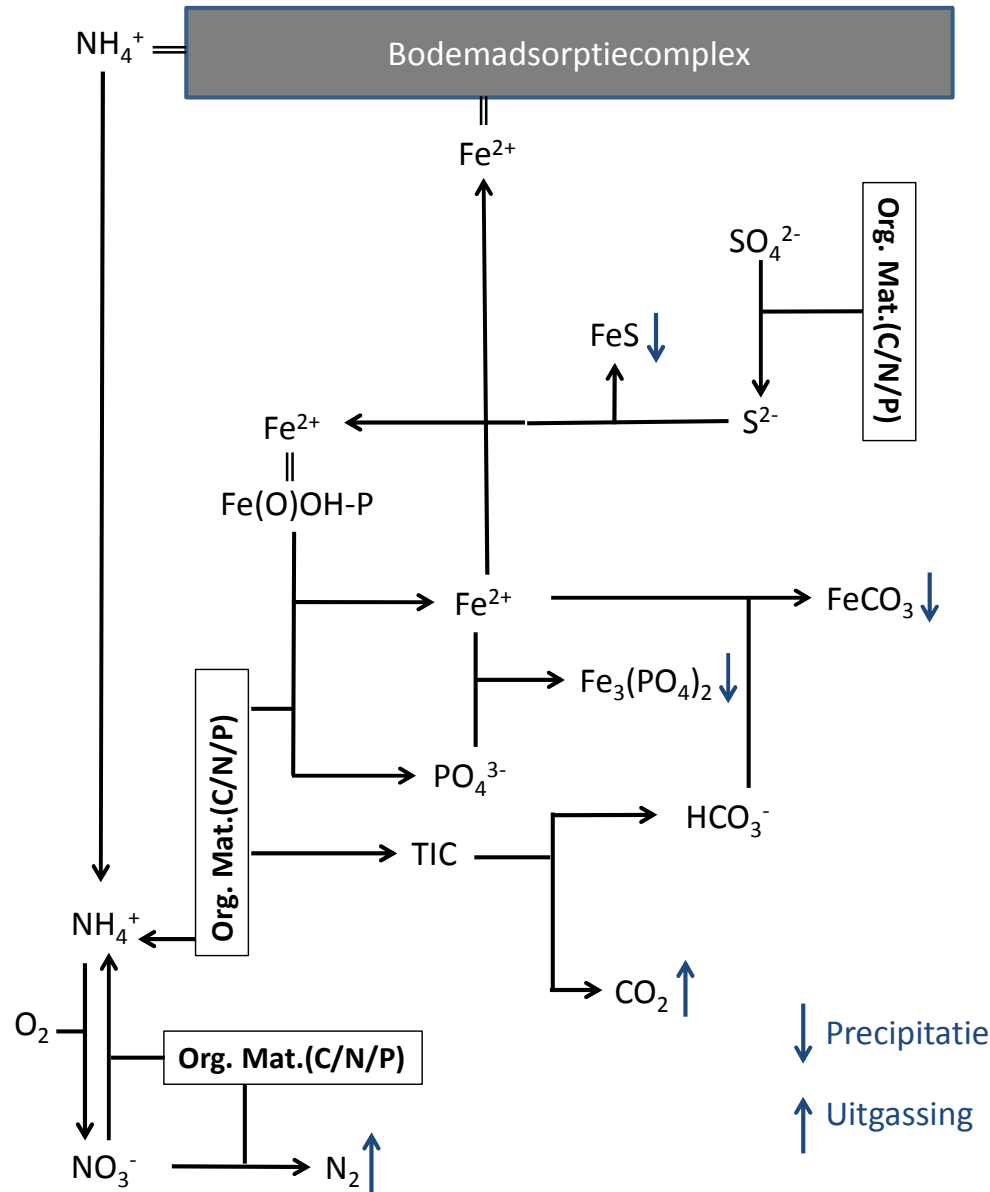 NH₄⁺
Bodemadsorptiecomplex
Fe²⁺
SO₄²⁻
Org. Mat.(C/N/P)
FeS
S²⁻
Fe²⁺
Fe(O)OH-P
Fe²⁺
FeCO₃
Fe₃(PO₄)₂
Org. Mat.(C/N/P)
PO₄³⁻
HCO₃⁻
TIC
NH₄⁺
CO₂
O₂
Org. Mat.(C/N/P)
NO₃⁻
N₂
Precipitatie
Uitgassing